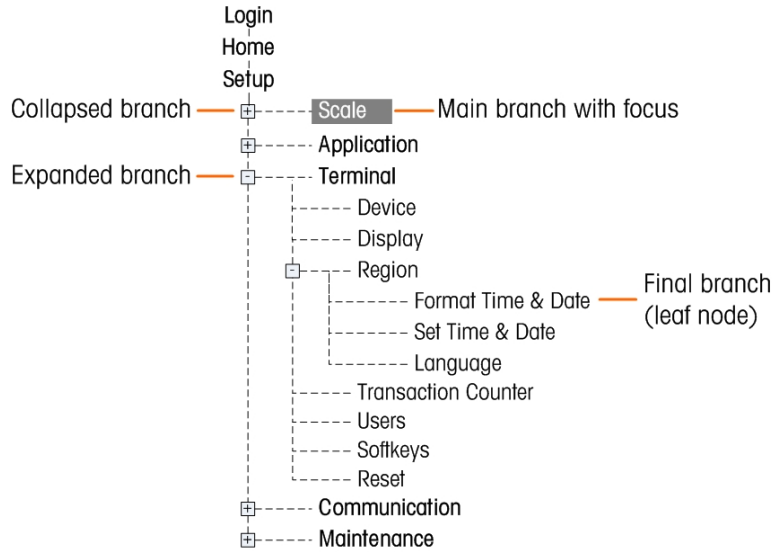 Login
Home
Setup
Collapsed branch
+
Scale
Main branch with focus
+
Application
Expanded branch
-
Terminal
Device
Display
-
Region
Format Time & Date
Final branch
(leaf node)
Set Time & Date
Language
Transaction Counter
Users
Softkeys
Reset
+
Communication
+
Maintenance